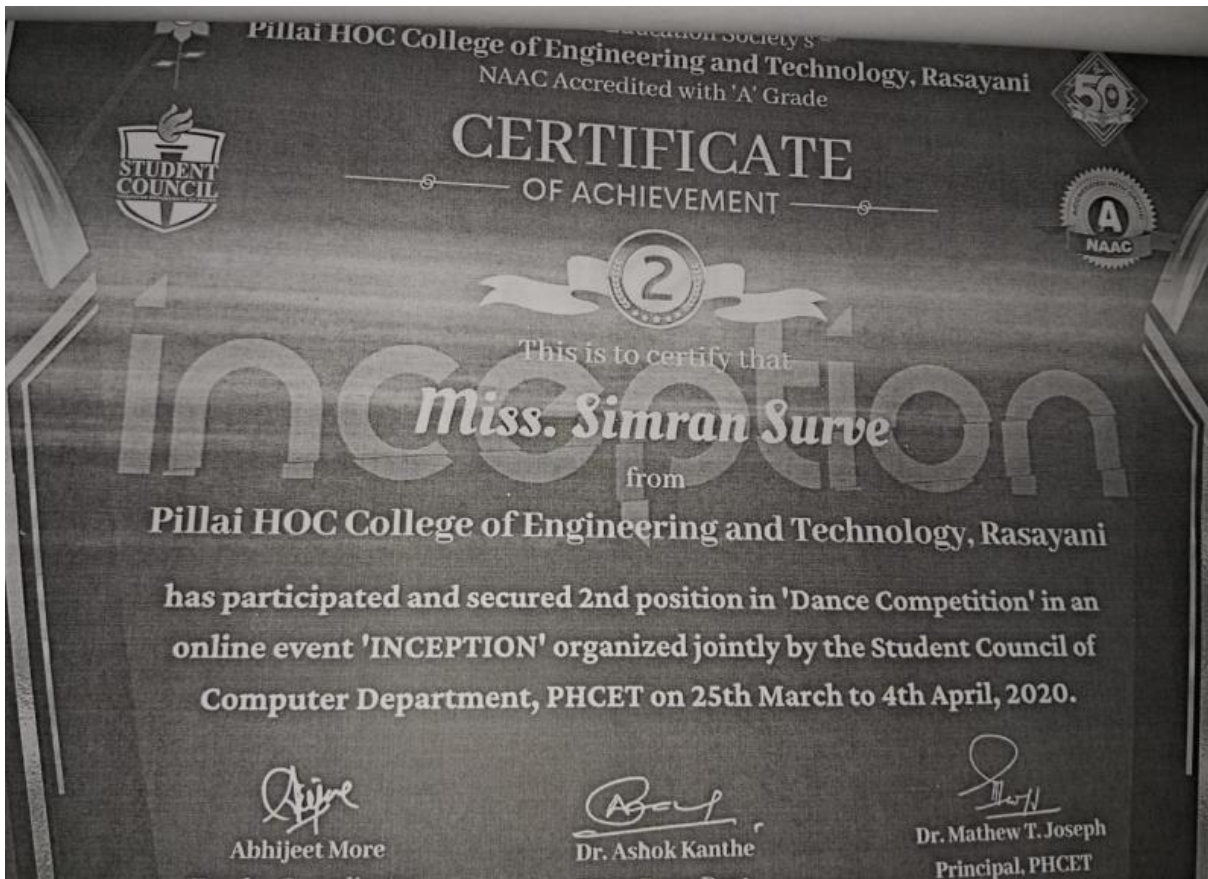 Education Society's
Pillai HOC College of Engineering and Technology, Rasayani
NAAC Accredited with 'A' Grade
CERTIFICATE
OF ACHIEVEMENT
STUDENT
COUNCIL
50
A
NAAC
2
inception
This is to certify that
Miss. Simran Surve
from
Pillai HOC College of Engineering and Technology, Rasayani
has participated and secured 2nd position in 'Dance Competition' in an
online event 'INCEPTION' organized jointly by the Student Council of
Computer Department, PHCET on 25th March to 4th April, 2020.
Abhijeet More
Dr. Ashok Kanthe
Dr. Mathew T. Joseph
Principal, PHCET